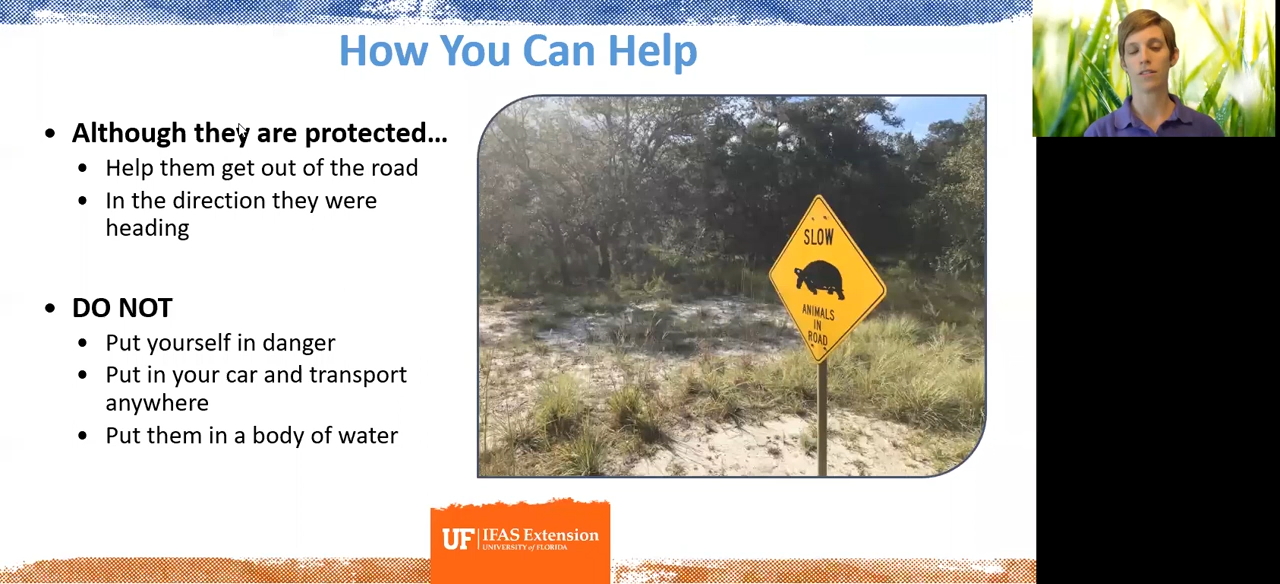 How You Can Help
• Although they are protected...
• Help them get out of the road
• In the direction they were
heading
• DO NOT
• Put yourself in danger
• Put in your car and transport
anywhere
• Put them in a body of water
SLOW
ANIMALS
IN
ROAD
UF IFAS Extension
UNIVERSITY of FLORIDA